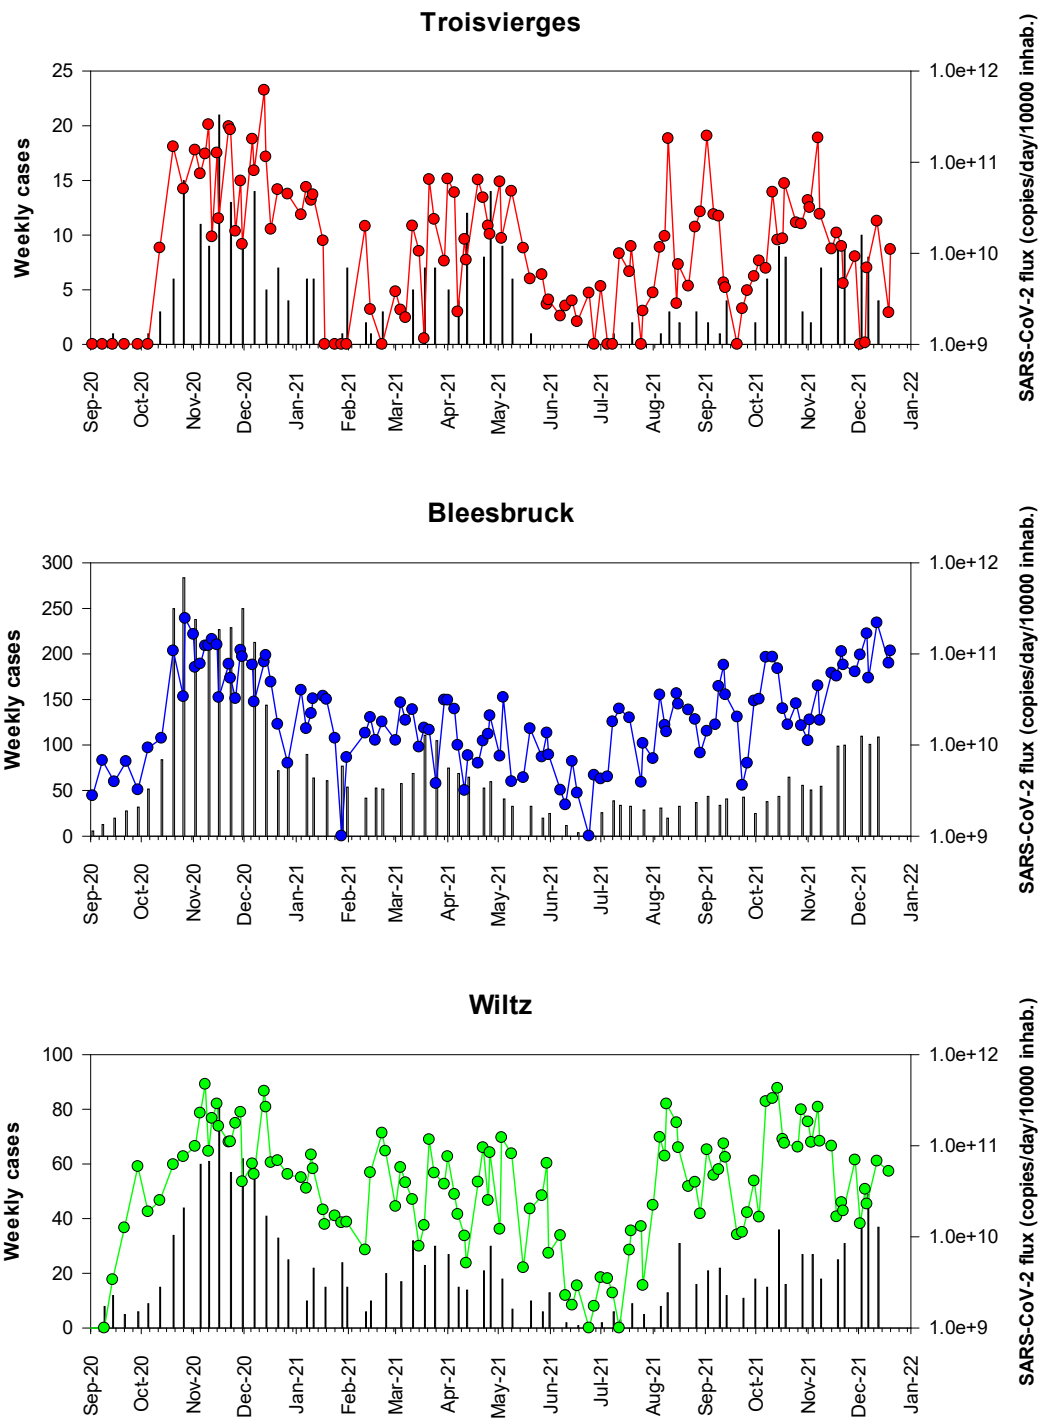 Troisvierges
25
20
15
10
5
0
Weekly cases
1.0e+12
1.0e+11
1.0e+10
1.0e+9
SARS-CoV-2 flux (copies/day/10000 inhab.)
Sep-20
Oct-20
Nov-20
Dec-20
Jan-21
Feb-21
Mar-21
Apr-21
May-21
Jun-21
Jul-21
Aug-21
Sep-21
Oct-21
Nov-21
Dec-21
Jan-22
Bleesbruck
300
250
200
150
100
50
0
Weekly cases
1.0e+12
1.0e+11
1.0e+10
1.0e+9
SARS-CoV-2 flux (copies/day/10000 inhab.)
Sep-20
Oct-20
Nov-20
Dec-20
Jan-21
Feb-21
Mar-21
Apr-21
May-21
Jun-21
Jul-21
Aug-21
Sep-21
Oct-21
Nov-21
Dec-21
Jan-22
Wiltz
100
80
60
40
20
0
Weekly cases
1.0e+12
1.0e+11
1.0e+10
1.0e+9
SARS-CoV-2 flux (copies/day/10000 inhab.)
Sep-20
Oct-20
Nov-20
Dec-20
Jan-21
Feb-21
Mar-21
Apr-21
May-21
Jun-21
Jul-21
Aug-21
Sep-21
Oct-21
Nov-21
Dec-21
Jan-22